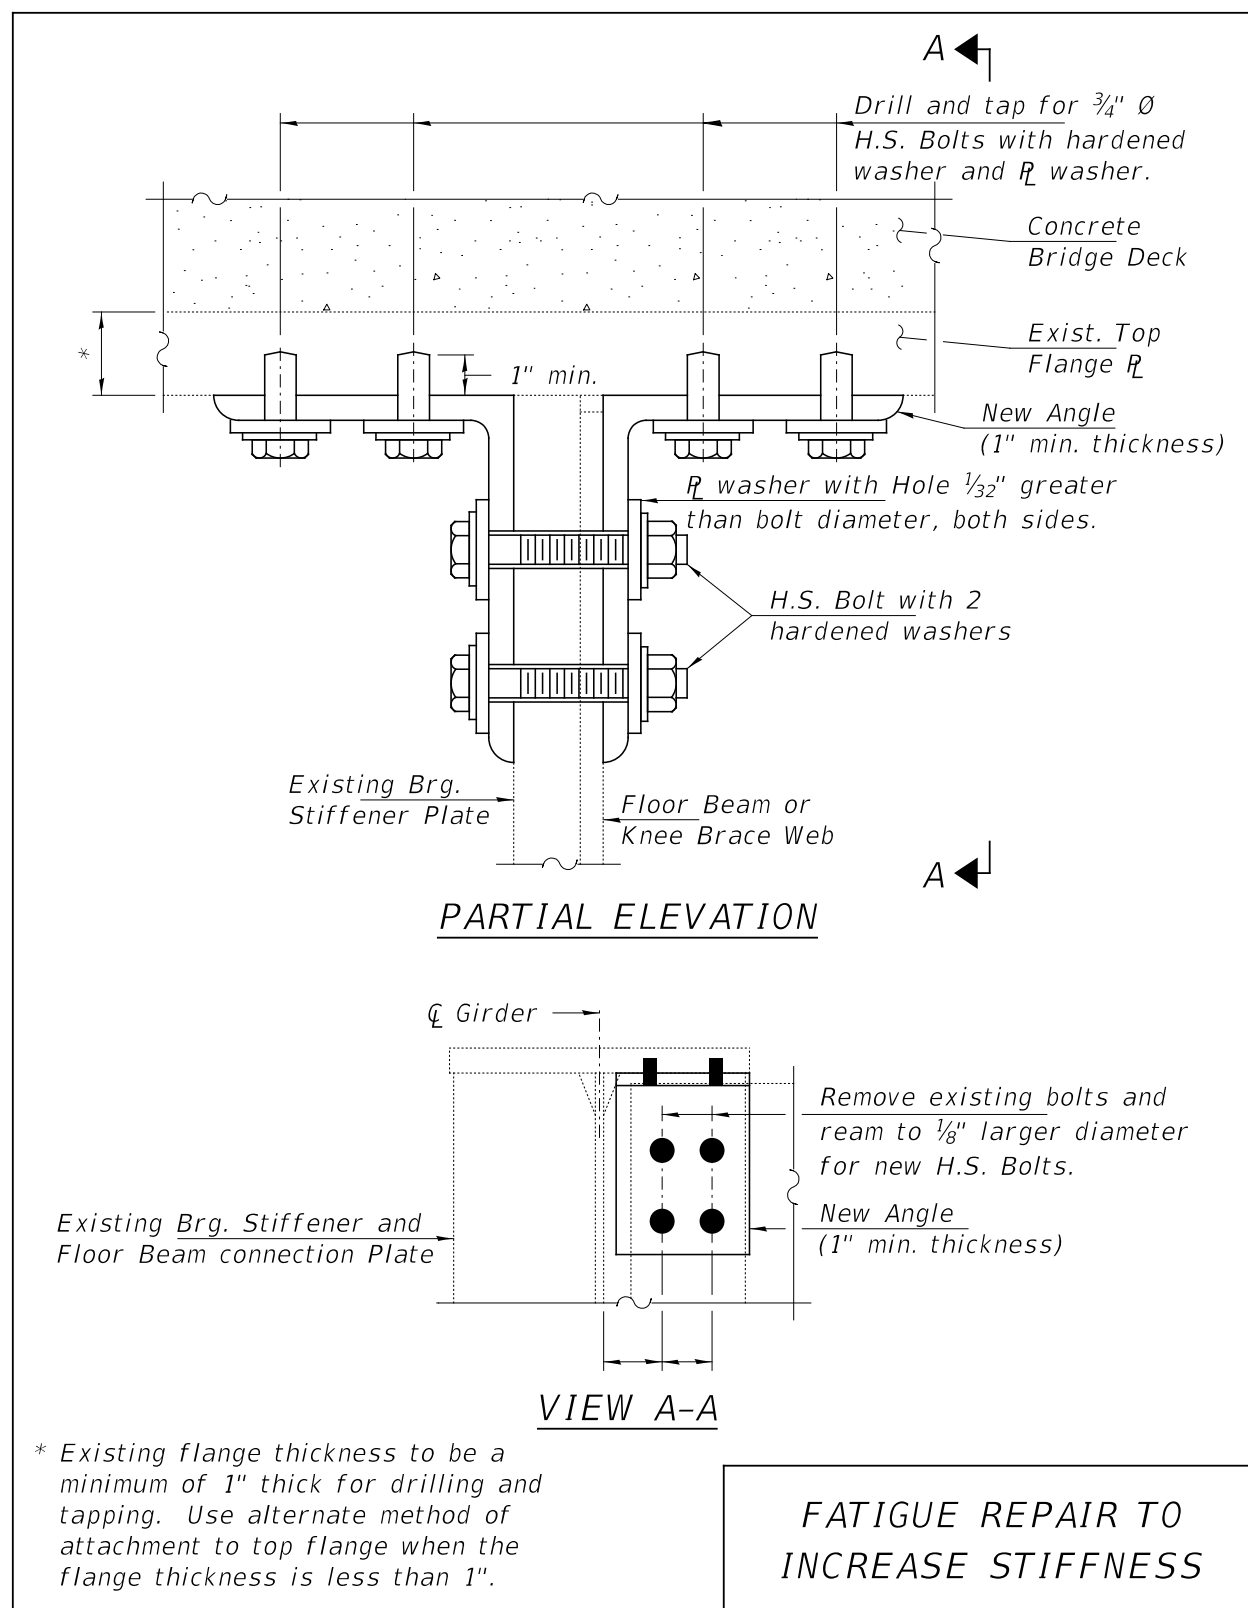 A
Drill and tap for ¾" Ø
H.S. Bolts with hardened
washer and ⅊ washer.
Concrete
Bridge Deck
*
Exist. Top
Flange ⅊
1" min.
New Angle
(1" min. thickness)
⅊ washer with Hole 1/32" greater
than bolt diameter, both sides.
H.S. Bolt with 2
hardened washers
Existing Brg.
Stiffener Plate
Floor Beam or
Knee Brace Web
A
PARTIAL ELEVATION
℄ Girder
Remove existing bolts and
ream to ⅛" larger diameter
for new H.S. Bolts.
Existing Brg. Stiffener and
Floor Beam connection Plate
New Angle
(1" min. thickness)
VIEW A-A
* Existing flange thickness to be a
minimum of 1" thick for drilling and
tapping. Use alternate method of
attachment to top flange when the
flange thickness is less than 1".
FATIGUE REPAIR TO
INCREASE STIFFNESS